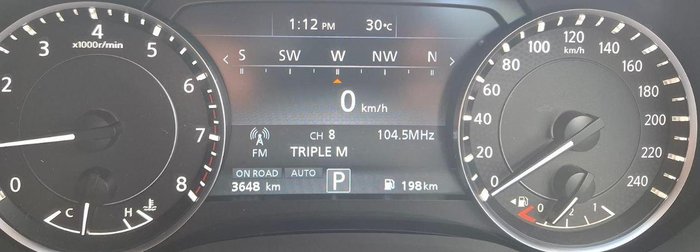 1:12 PM 30°C
3 4 5 6 7 8 2 1 0
x1000r/min
< S SW W NW N >
0 km/h
FM CH 8 104.5MHz
TRIPLE M
ON ROAD AUTO P
3648 km 198km
C H
0 20 40 60 80 100 120 140 160 180 200 220 240
km/h
0 1/2 1